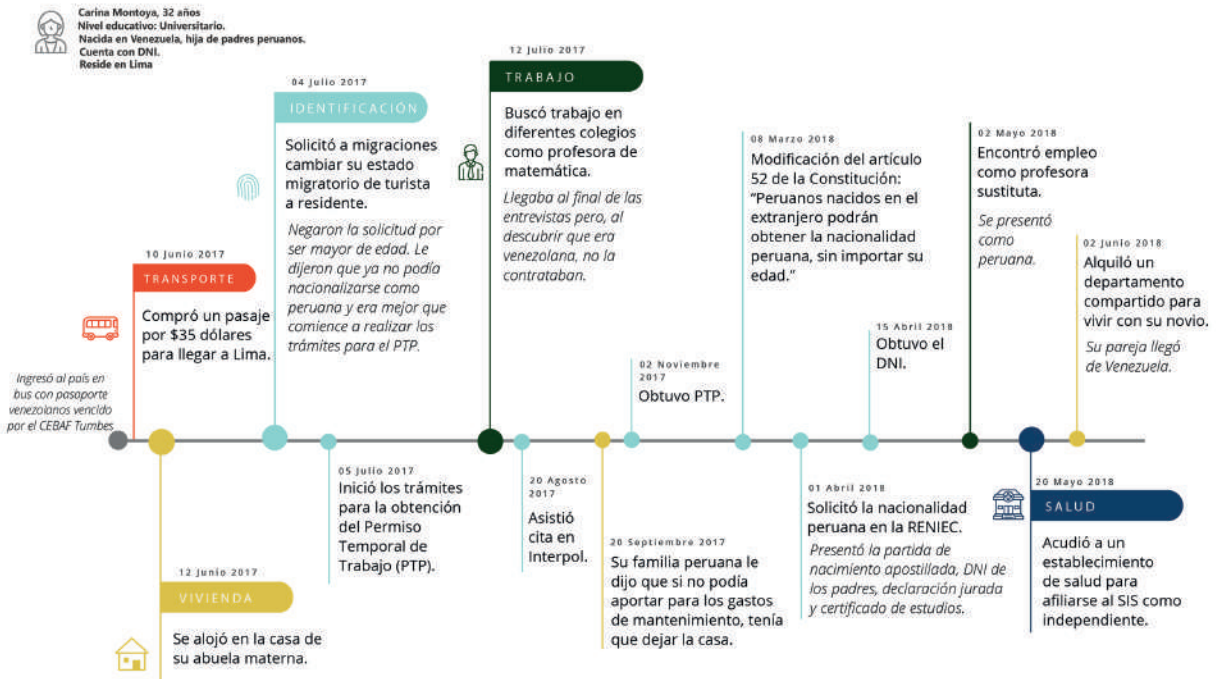 Carina Montoya, 32 años
Nivel educativo: Universitario.
Nacida en Venezuela, hija de padres peruanos.
Cuenta con DNI.
Reside en Lima
Ingresó al país en
bus con pasaporte
venezolanos vencido
por el CEBAF Tumbes
10 Junio 2017
TRANSPORTE
Compró un pasaje
por $35 dólares
para llegar a Lima.
12 Junio 2017
VIVIENDA
Se alojó en la casa de
su abuela materna.
04 Julio 2017
IDENTIFICACIÓN
Solicitó a migraciones
cambiar su estado
migratorio de turista
a residente.
Negaron la solicitud por
ser mayor de edad. Le
dijeron que ya no podía
nacionalizarse como
peruana y era mejor que
comience a realizar los
trámites para el PTP.
05 Julio 2017
Inició los trámites
para la obtención
del Permiso
Temporal de
Trabajo (PTP).
12 Julio 2017
TRABAJO
Buscó trabajo en
diferentes colegios
como profesora de
matemática.
Llegaba al final de las
entrevistas pero, al
descubrir que era
venezolana, no la
contrataban.
20 Agosto
2017
Asistió
cita en
Interpol.
20 Septiembre 2017
Su familia peruana le
dijo que si no podía
aportar para los gastos
de mantenimiento, tenía
que dejar la casa.
02 Noviembre
2017
Obtuvo PTP.
08 Marzo 2018
Modificación del artículo
52 de la Constitución:
“Peruanos nacidos en el
extranjero podrán
obtener la nacionalidad
peruana, sin importar su
edad.”
01 Abril 2018
Solicitó la nacionalidad
peruana en la RENIEC.
Presentó la partida de
nacimiento apostillada, DNI de
los padres, declaración jurada
y certificado de estudios.
15 Abril 2018
Obtuvo el
DNI.
02 Mayo 2018
Encontró empleo
como profesora
sustituta.
Se presentó
como
peruana.
20 Mayo 2018
SALUD
Acudió a un
establecimiento
de salud para
afiliarse al SIS como
independiente.
02 Junio 2018
Alquiló un
departamento
compartido para
vivir con su novio.
Su pareja llegó
de Venezuela.